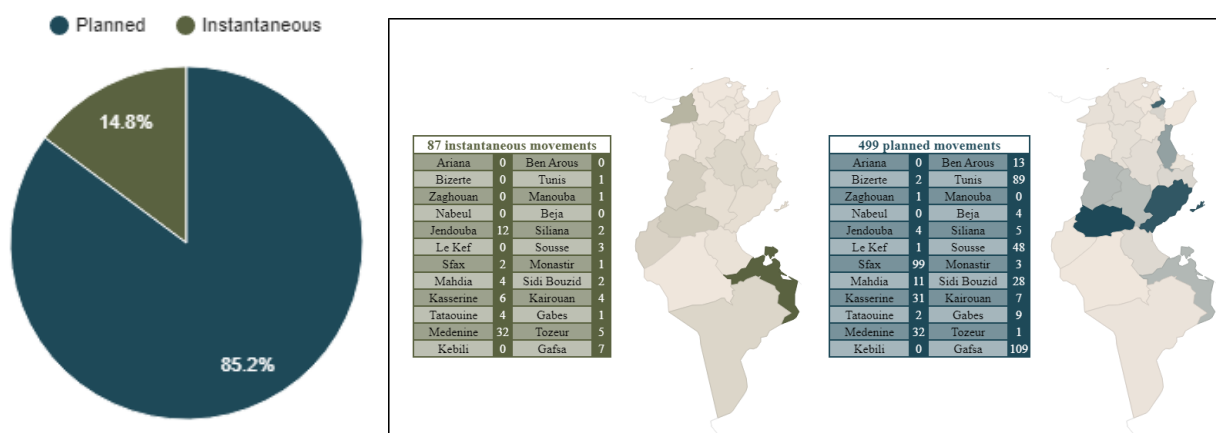 Planned Instantaneous
14.8%
85.2%
87 instantaneous movements
Ariana 0 Ben Arous 0
Bizerte 0 Tunis 1
Zaghouan 0 Manouba 1
Nabeul 0 Beja 0
Jendouba 12 Siliana 2
Le Kef 0 Sousse 3
Sfax 2 Monastir 1
Mahdia 4 Sidi Bouzid 2
Kasserine 6 Kairouan 4
Tataouine 4 Gabes 1
Medenine 32 Tozeur 5
Kebili 0 Gafsa 7
499 planned movements
Ariana 0 Ben Arous 13
Bizerte 2 Tunis 89
Zaghouan 1 Manouba 0
Nabeul 0 Beja 4
Jendouba 4 Siliana 5
Le Kef 1 Sousse 48
Sfax 99 Monastir 3
Mahdia 11 Sidi Bouzid 28
Kasserine 31 Kairouan 7
Tataouine 2 Gabes 9
Medenine 32 Tozeur 1
Kebili 0 Gafsa 109